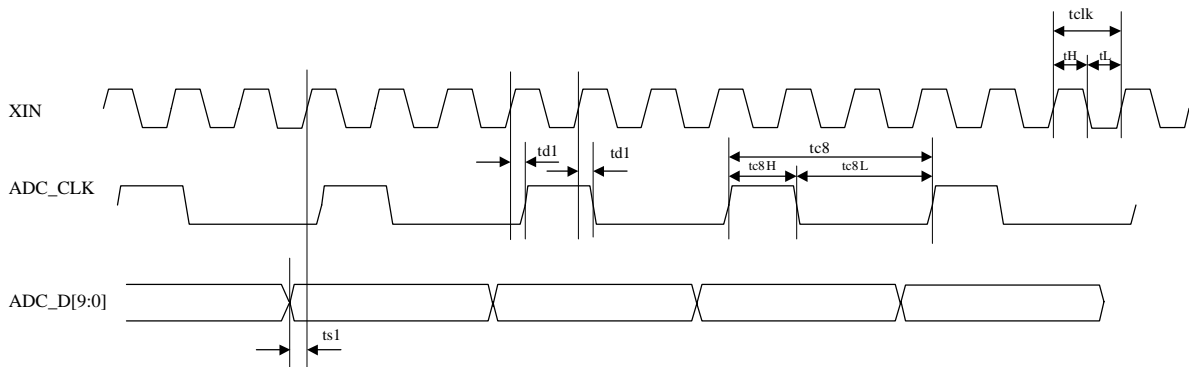 tclk
tH tL
XIN
td1 td1 tc8
tc8H tc8L
ADC_CLK
ADC_D[9:0]
ts1